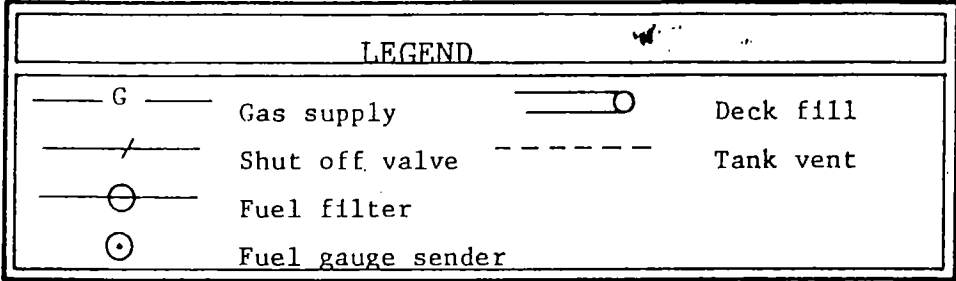 LEGEND
G Gas supply Deck fill
Shut off valve Tank vent
Fuel filter
Fuel gauge sender